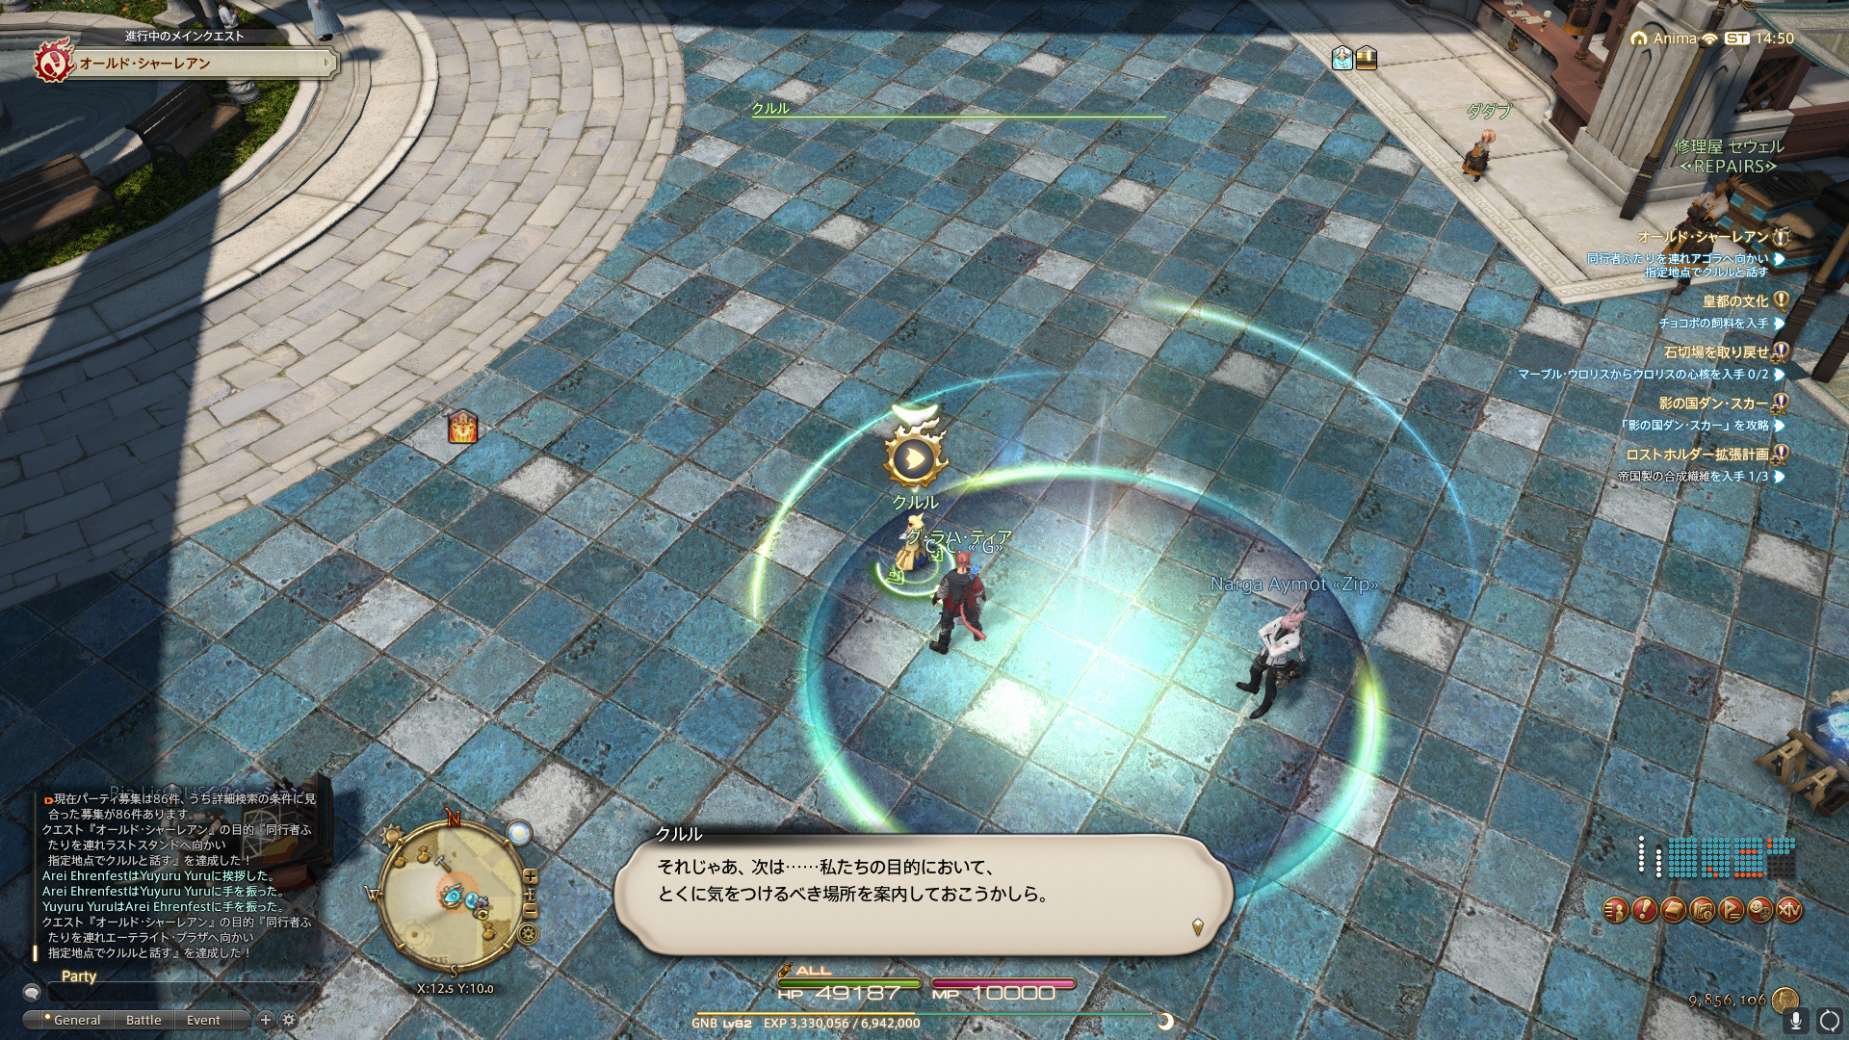 進行中のメインクエスト
オールド・シャーレアン
Anima ST 14:50
クルル
ダダブ
修理屋 セウェル
«REPAIRS»
オールド・シャーレアン
同行者ふたりを連れアゴラへ向かい
指定地点でクルルと話す
皇都の文化
チョコボの飼料を入手
石切場を取り戻せ
マーブル・ウロリスからウロリスの心核を入手 0/2
影の国ダン・スカー
「影の国ダン・スカー」を攻略
ロストホルダー拡張計画
帝国製の合成繊維を入手 1/3
クルル
グ・ラハ・ティア
Narga Aymot «Zip»
現在パーティ募集は86件、うち詳細検索の条件に見
合った募集が86件あります。
クエスト『オールド・シャーレアン』の目的『同行者ふ
たりを連れラストスタンドへ向かい
指定地点でクルルと話す』を達成した！
Arei EhrenfestはYuyuru Yuruに挨拶した。
Arei EhrenfestはYuyuru Yuruに手を振った。
Yuyuru YuruはArei Ehrenfestに手を振った。
クエスト『オールド・シャーレアン』の目的『同行者ふ
たりを連れエーテライト・プラザへ向かい
指定地点でクルルと話す』を達成した！
Party
General Battle Event
N
W
S
X:12.5 Y:10.0
クルル
それじゃあ、次は……私たちの目的において、
とくに気をつけるべき場所を案内しておこうかしら。
ALL
HP 49187 MP 10000
GNB Lv82 EXP 3,330,056 / 6,942,000
XIV
9,856,106